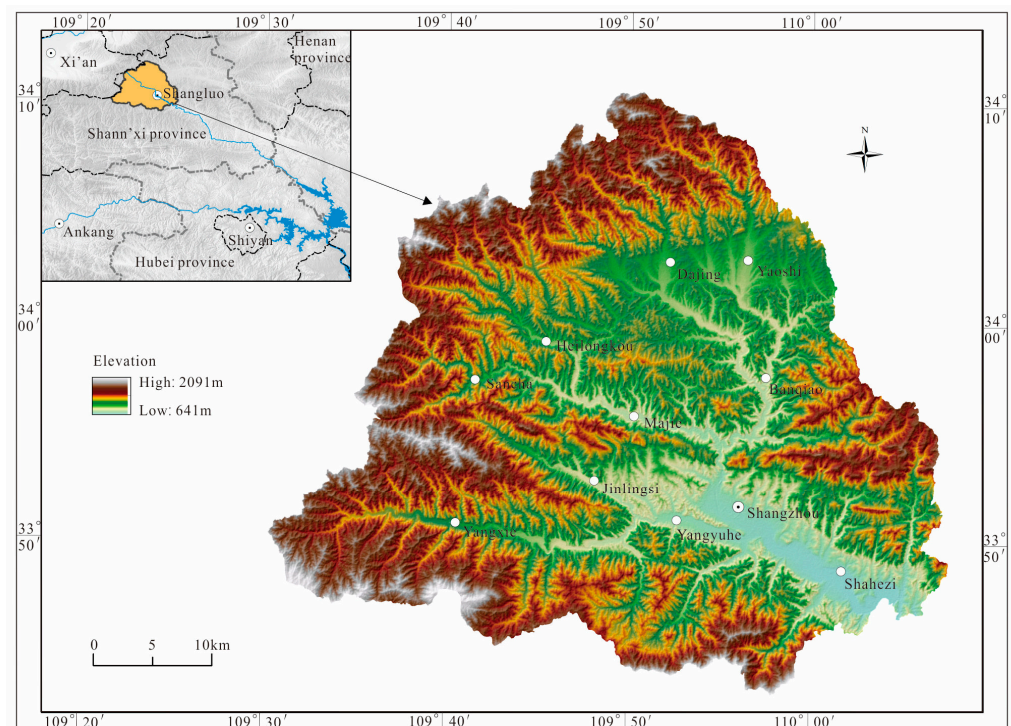 109° 20′ 109° 30′ 109° 40′ 109° 50′ 110° 00′
Henan
province
Xi’an
Shangluo
34°
10′
34°
10′
Shann’xi province
N
Ankang
Shiyan
Hubei province
Dajing
Yaoshi
34°
00′
34°
00′
Heilongkou
Elevation
High: 2091m
Low: 641m
Sancha
Banqiao
Majie
Jinlingsi
Shangzhou
33°
50′
Yangxie
Yangyuhe
33°
50′
Shahezi
0 5 10km
109° 20′ 109° 30′ 109° 40′ 109° 50′ 110° 00′